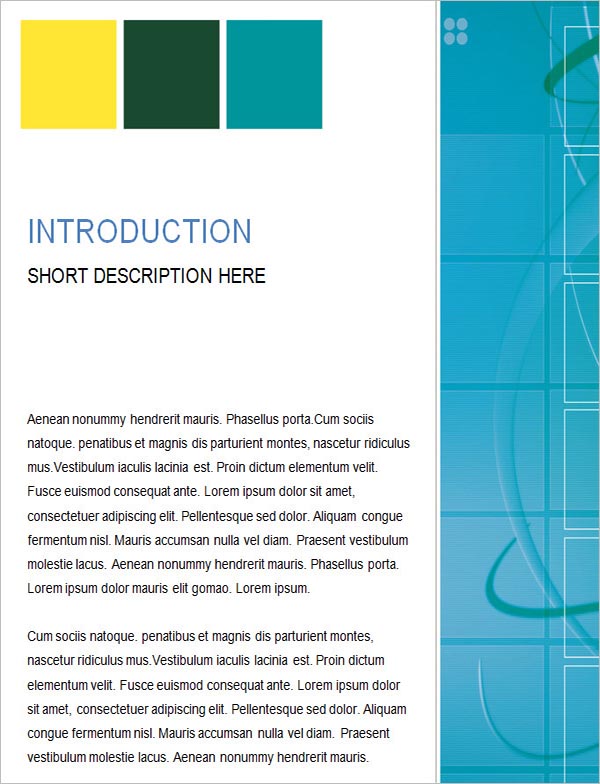 INTRODUCTION
SHORT DESCRIPTION HERE
Aenean nonummy hendrerit mauris. Phasellus porta.Cum sociis
natoque. penatibus et magnis dis parturient montes, nascetur ridiculus
mus.Vestibulum iaculis lacinia est. Proin dictum elementum velit.
Fusce euismod consequat ante. Lorem ipsum dolor sit amet,
consectetuer adipiscing elit. Pellentesque sed dolor. Aliquam congue
fermentum nisl. Mauris accumsan nulla vel diam. Praesent vestibulum
molestie lacus. Aenean nonummy hendrerit mauris. Phasellus porta.
Lorem ipsum dolor mauris elit gomao. Lorem ipsum.
Cum sociis natoque. penatibus et magnis dis parturient montes,
nascetur ridiculus mus.Vestibulum iaculis lacinia est. Proin dictum
elementum velit. Fusce euismod consequat ante. Lorem ipsum dolor
sit amet, consectetuer adipiscing elit. Pellentesque sed dolor. Aliquam
congue fermentum nisl. Mauris accumsan nulla vel diam. Praesent
vestibulum molestie lacus. Aenean nonummy hendrerit mauris.